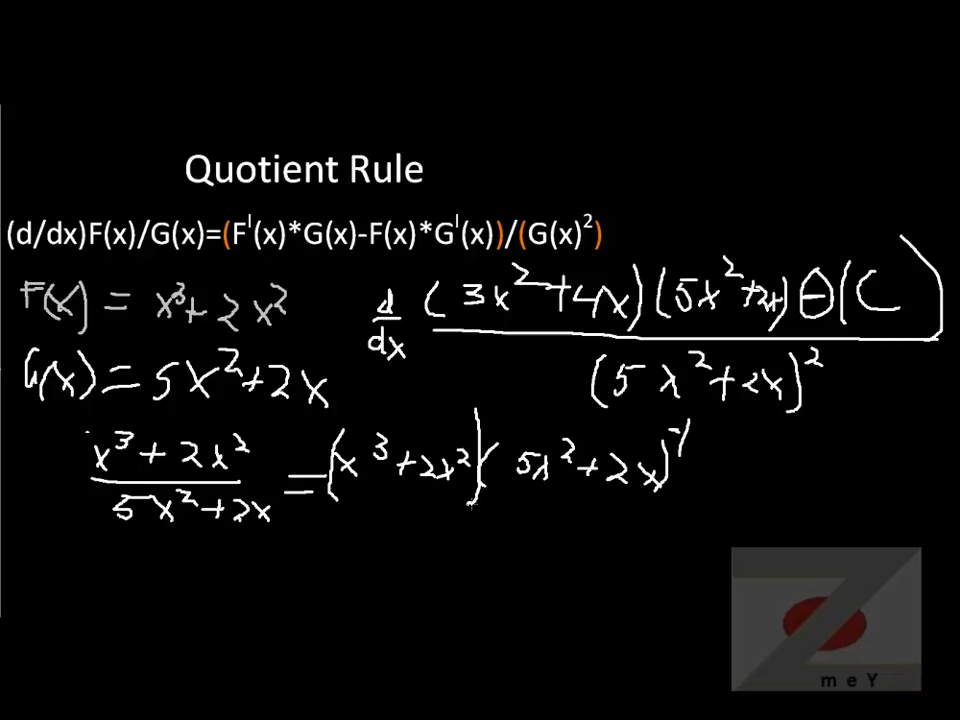 Quotient Rule
(d/dx)F(x)/G(x)=(F'(x)*G(x)-F(x)*G'(x))/(G(x)²)
F(x) = x³+2x²
d/dx (3x²+4x)(5x²+2x)⊖(( )
(5x²+2x)²
G(x)=5x²+2x
x³+2x²
5x²+2x
=(x³+2x²)(5x²+2x)⁻¹
Z
meY